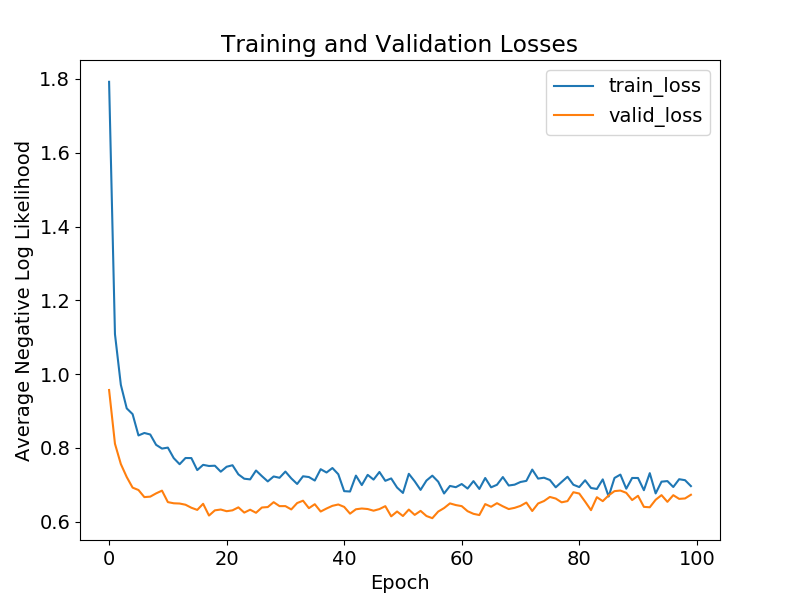 Training and Validation Losses
train_loss
valid_loss
Average Negative Log Likelihood
1.8
1.6
1.4
1.2
1.0
0.8
0.6
0 20 40 60 80 100
Epoch